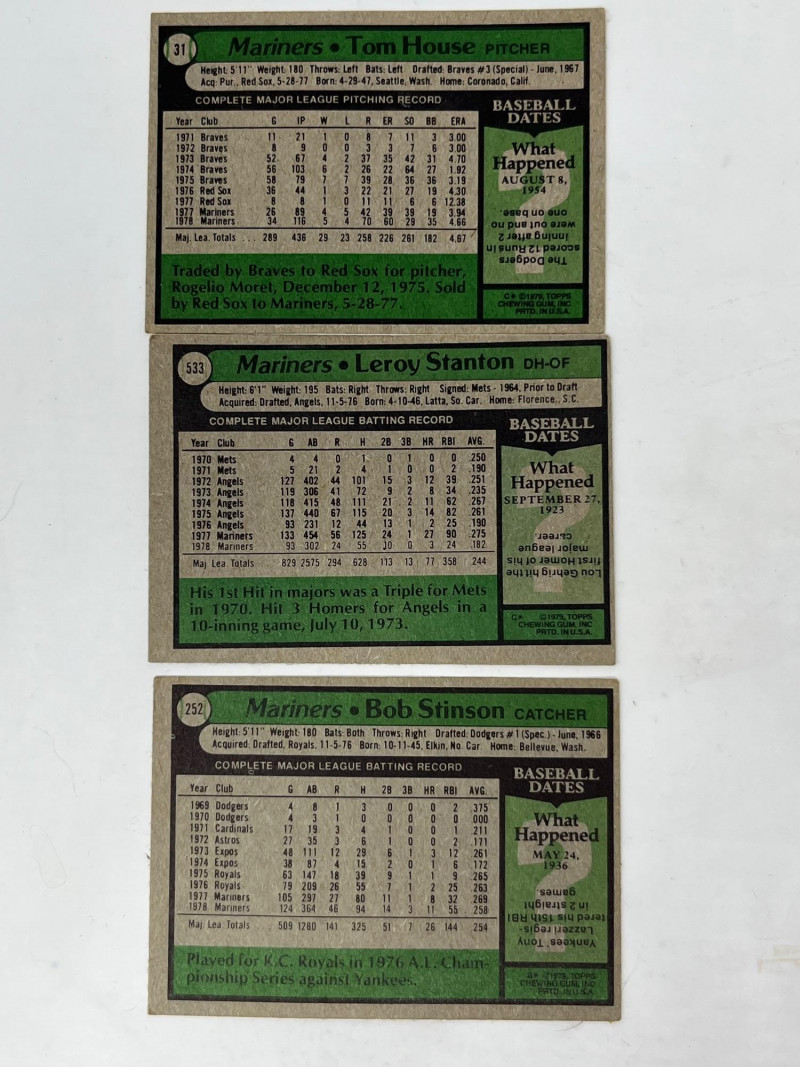 31 Mariners • Tom House PITCHER
Height: 5'11" Weight: 180 Throws: Left Bats: Left Drafted: Braves #3 (Special) - June, 1967
Acq: Pur., Red Sox, 5-28-77 Born: 4-29-47, Seattle, Wash. Home: Coronado, Calif.
COMPLETE MAJOR LEAGUE PITCHING RECORD
Year Club G IP W L R ER SO BB ERA
1971 Braves 11 21 1 0 8 7 11 3 3.00
1972 Braves 8 9 0 0 3 3 7 6 3.00
1973 Braves 52 67 4 2 37 35 42 31 4.70
1974 Braves 56 103 6 2 26 22 64 27 1.92
1975 Braves 58 79 7 7 39 28 36 36 3.19
1976 Red Sox 36 44 1 3 22 21 27 19 4.30
1977 Red Sox 8 8 1 0 11 11 6 6 12.38
1977 Mariners 26 89 4 5 42 39 39 19 3.94
1978 Mariners 34 116 5 4 70 60 29 35 4.66
Maj. Lea. Totals ... 289 436 29 23 258 226 261 182 4.67
Traded by Braves to Red Sox for pitcher,
Rogelio Moret, December 12, 1975. Sold
by Red Sox to Mariners, 5-28-77.
BASEBALL
DATES
What
Happened
AUGUST 8,
1954
The Dodgers
scored 12 Runs in
inning after 2
were out and no
one on base.
?
C* ©1979, TOPPS
CHEWING GUM, INC
PRTD. IN U.S.A.
533 Mariners • Leroy Stanton DH-OF
Height: 6'1" Weight: 195 Bats: Right Throws: Right Signed: Mets - 1964, Prior to Draft
Acquired: Drafted, Angels, 11-5-76 Born: 4-10-46, Latta, So. Car. Home: Florence,. S.C.
COMPLETE MAJOR LEAGUE BATTING RECORD
Year Club G AB R H 2B 3B HR RBI AVG.
1970 Mets 4 4 0 1 0 1 0 0 .250
1971 Mets 5 21 2 4 1 0 0 2 .190
1972 Angels 127 402 44 101 15 3 12 39 .251
1973 Angels 119 306 41 72 9 2 8 34 .235
1974 Angels 118 415 48 111 21 2 11 62 .267
1975 Angels 137 440 67 115 20 3 14 82 .261
1976 Angels 93 231 12 44 13 1 2 25 .190
1977 Mariners 133 454 56 125 24 1 27 90 .275
1978 Mariners 93 302 24 55 10 0 3 24 .182
Maj. Lea. Totals 829 2575 294 628 113 13 77 358 .244
His 1st Hit in majors was a Triple for Mets
in 1970. Hit 3 Homers for Angels in a
10-inning game, July 10, 1973.
BASEBALL
DATES
What
Happened
SEPTEMBER 27,
1923
Lou Gehrig hit the
first Homer of his
major league
career.
?
C* ©1979, TOPPS
CHEWING GUM, INC
PRTD. IN U.S.A.
252 Mariners • Bob Stinson CATCHER
Height: 5'11" Weight: 180 Bats: Both Throws: Right Drafted: Dodgers #1 (Spec.) - June, 1966
Acquired: Drafted, Royals, 11-5-76 Born: 10-11-45, Elkin, No. Car Home: Bellevue, Wash.
COMPLETE MAJOR LEAGUE BATTING RECORD
Year Club G AB R H 2B 3B HR RBI AVG.
1969 Dodgers 4 8 1 3 0 0 0 2 .375
1970 Dodgers 4 3 1 0 0 0 0 0 .000
1971 Cardinals 17 19 3 4 1 0 0 1 .211
1972 Astros 27 35 3 6 1 0 0 2 .171
1973 Expos 48 111 12 29 6 1 3 12 .261
1974 Expos 38 87 4 15 2 0 1 6 .172
1975 Royals 63 147 18 39 9 1 1 9 .265
1976 Royals 79 209 26 55 7 1 2 25 .263
1977 Mariners 105 297 27 80 11 1 8 32 .269
1978 Mariners 124 364 46 94 14 3 11 55 .258
Maj. Lea. Totals 509 1280 141 325 51 7 26 144 .254
Played for K.C. Royals in 1976 A.L. Cham-
pionship Series against Yankees.
BASEBALL
DATES
What
Happened
MAY 24,
1936
Yankees' Tony
Lazzeri regis-
tered his 15th RBI
in 2 straight
games.
?
©1979, TOPPS
CHEWING GUM, INC
PRTD. IN U.S.A.